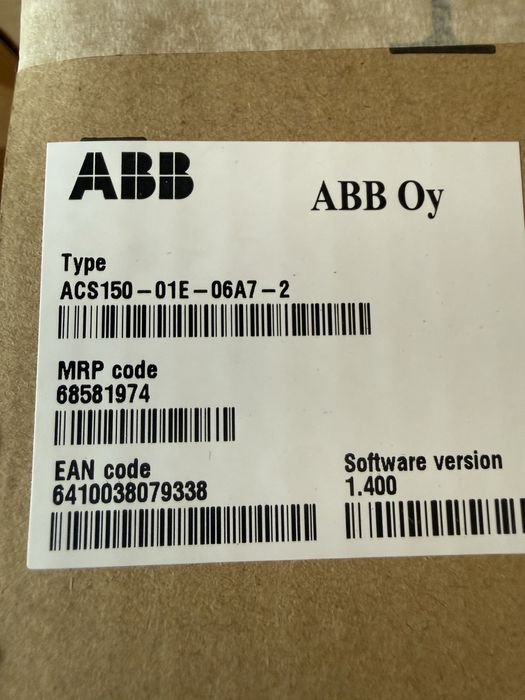 ABB
ABB Oy
Type
ACS150-01E-06A7-2
MRP code
68581974
EAN code
6410038079338
Software version
1.400